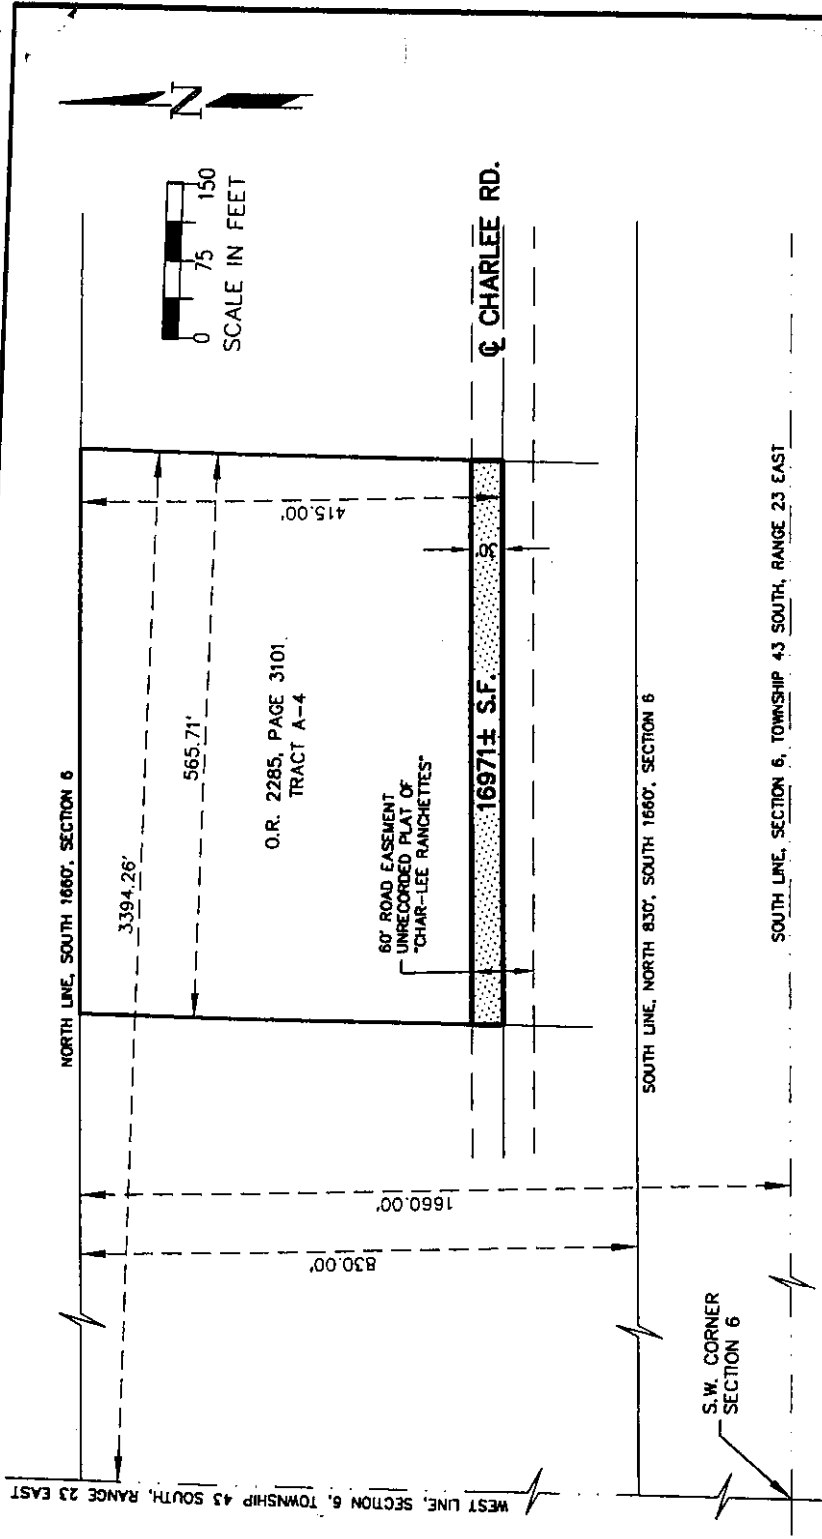 N
0 75 150
SCALE IN FEET
NORTH LINE, SOUTH 1660', SECTION 6
3394.26'
565.71'
415.00'
O.R. 2285, PAGE 3101
TRACT A-4
60' ROAD EASEMENT
UNRECORDED PLAT OF
"CHAR-LEE RANCHETTES"
16971± S.F.
℄ CHARLEE RD.
1660.00'
830.00'
SOUTH LINE, NORTH 830', SOUTH 1660', SECTION 6
SOUTH LINE, SECTION 6, TOWNSHIP 43 SOUTH, RANGE 23 EAST
S.W. CORNER
SECTION 6
WEST LINE, SECTION 6, TOWNSHIP 43 SOUTH, RANGE 23 EAST